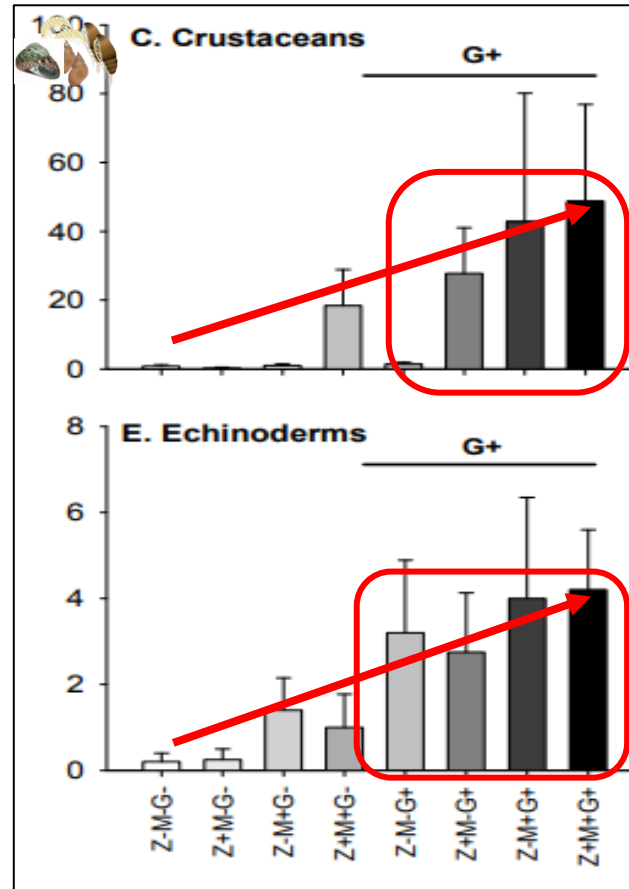 100
C. Crustaceans
G+
80
60
40
20
0
8
E. Echinoderms
G+
6
4
2
0
Z-M-G-
Z+M-G-
Z-M+G-
Z+M+G-
Z-M-G+
Z+M-G+
Z-M+G+
Z+M+G+